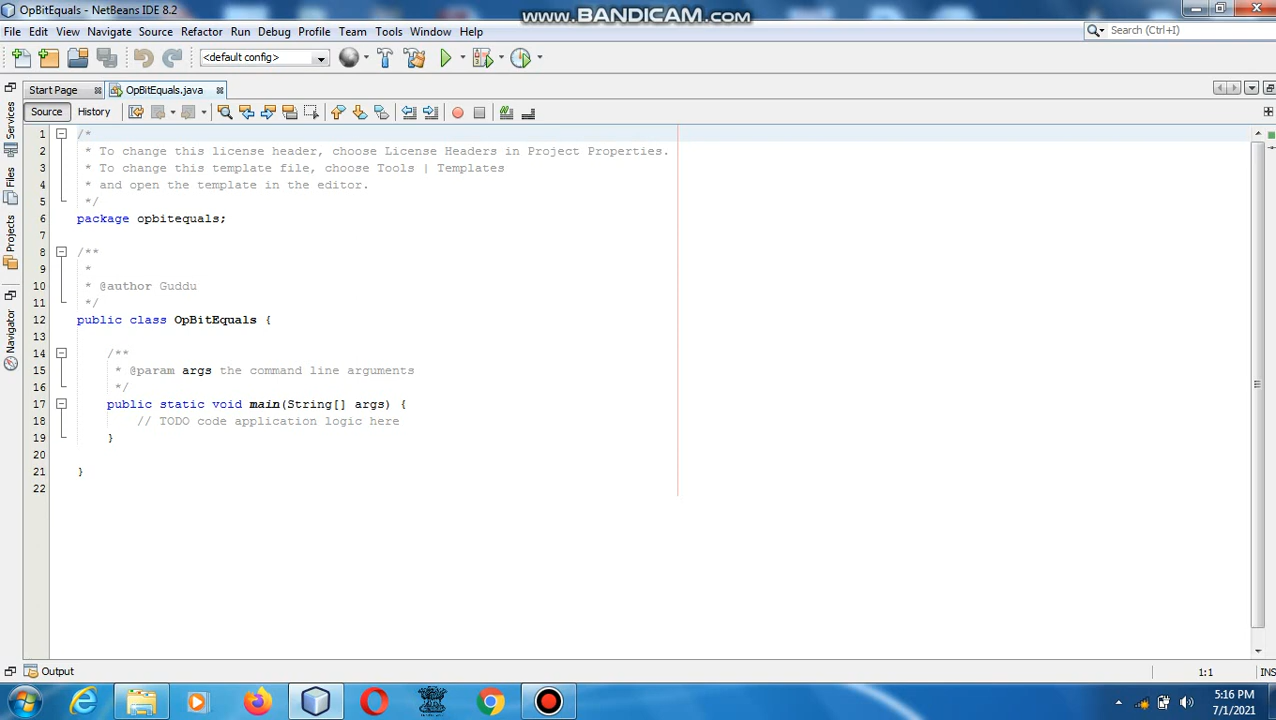 OpBitEquals - NetBeans IDE 8.2
www.BANDICAM.com
File Edit View Navigate Source Refactor Run Debug Profile Team Tools Window Help
Search (Ctrl+I)
<default config>
Start Page OpBitEquals.java
Source History
1 /*
2 * To change this license header, choose License Headers in Project Properties.
3 * To change this template file, choose Tools | Templates
4 * and open the template in the editor.
5 */
6 package opbitequals;
7
8 /**
9 *
10 * @author Guddu
11 */
12 public class OpBitEquals {
13
14 /**
15 * @param args the command line arguments
16 */
17 public static void main(String[] args) {
18 // TODO code application logic here
19 }
20
21 }
22
Services
Files
Projects
Navigator
Output
1:1 INS
5:16 PM
7/1/2021